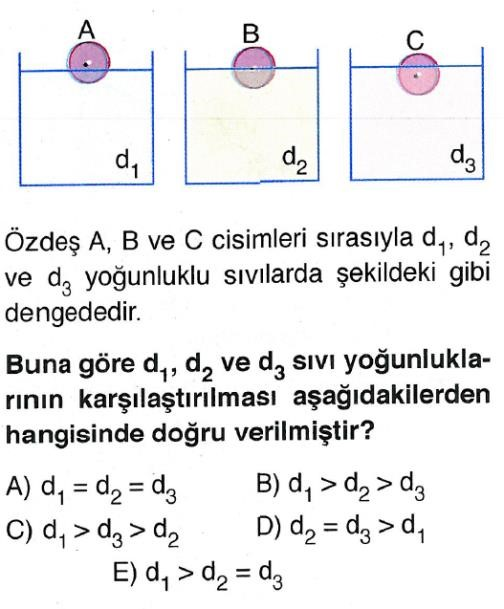 A B C
d₁ d₂ d₃
Özdeş A, B ve C cisimleri sırasıyla d₁, d₂
ve d₃ yoğunluklu sıvılarda şekildeki gibi
dengededir.
Buna göre d₁, d₂ ve d₃ sıvı yoğunlukla-
rının karşılaştırılması aşağıdakilerden
hangisinde doğru verilmiştir?
A) d₁ = d₂ = d₃ B) d₁ > d₂ > d₃
C) d₁ > d₃ > d₂ D) d₂ = d₃ > d₁
E) d₁ > d₂ = d₃